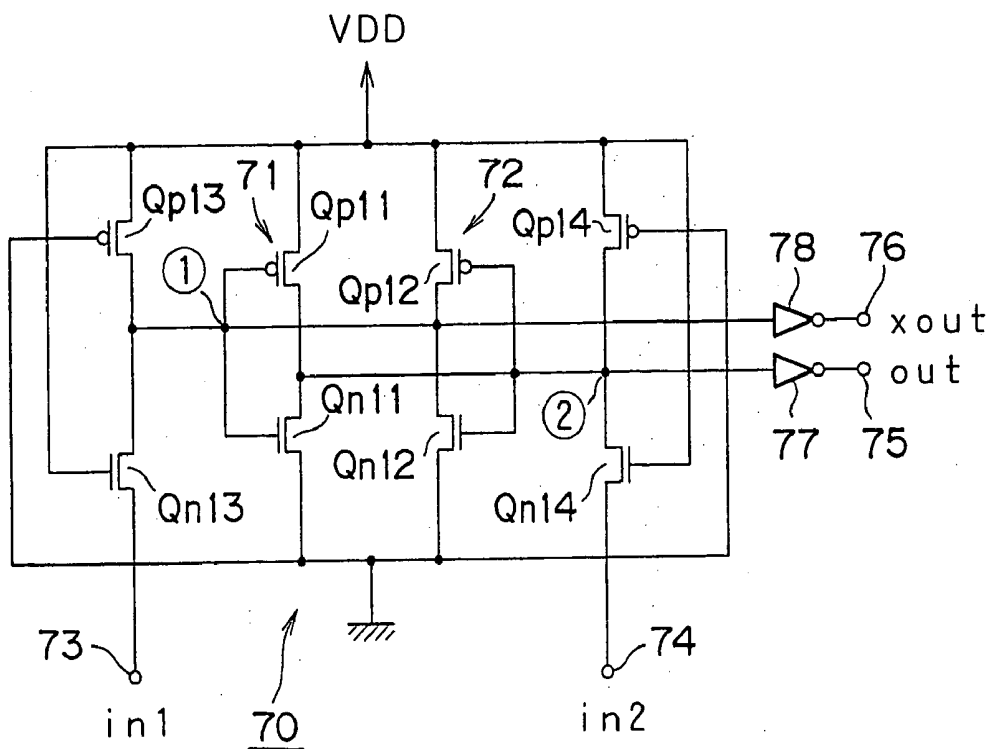 VDD
71
72
Qp13
Qp11
Qp14
①
Qp12
78
76
xout
out
Qn11
②
77
75
Qn12
Qn13
Qn14
73
74
in1
70
in2